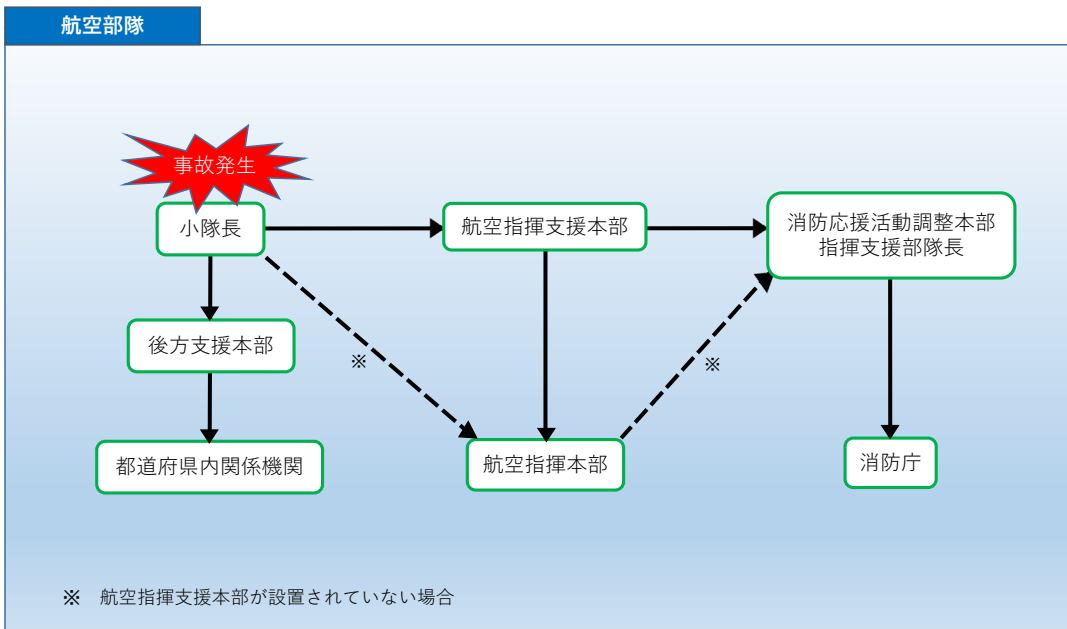 航空部隊
事故発生
小隊長
航空指揮支援本部
消防応援活動調整本部
指揮支援部隊長
後方支援本部
※
※
都道府県内関係機関
航空指揮本部
消防庁
※　航空指揮支援本部が設置されていない場合